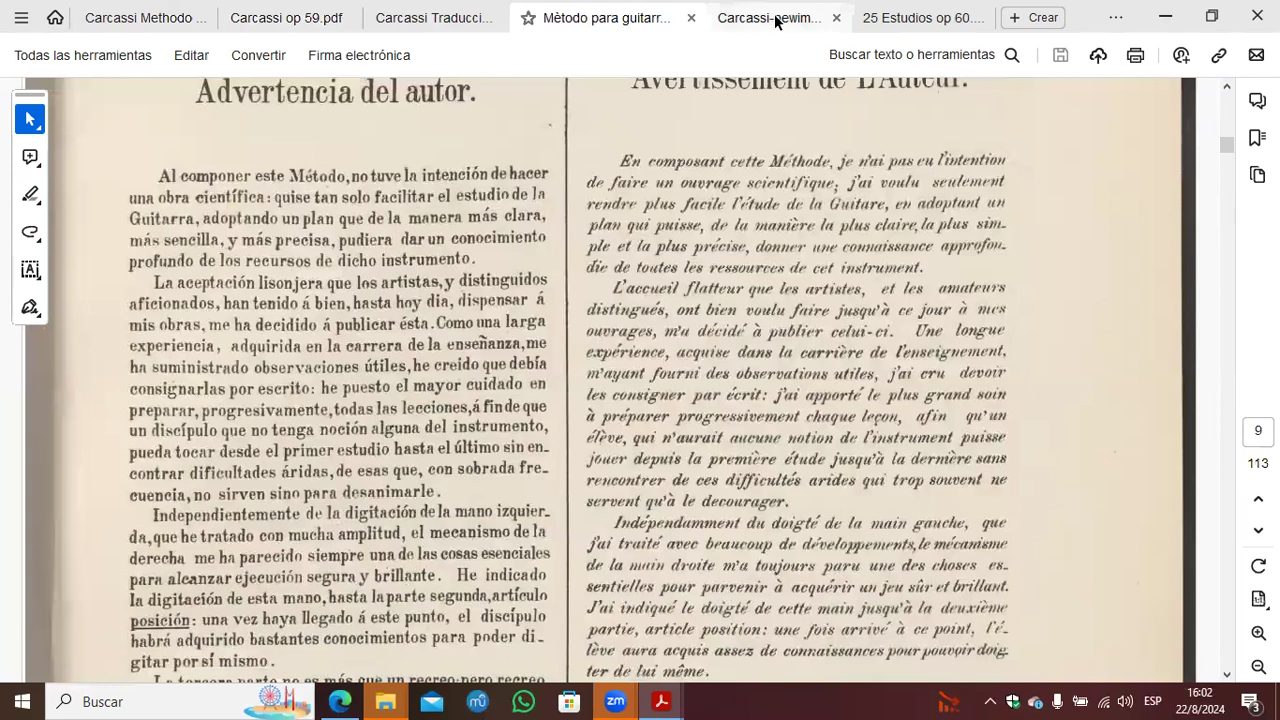 Carcassi Methodo ...
Carcassi op 59.pdf
Carcassi Traducci...
Mètodo para guitarr...
Carcassi-newim...
25 Estudios op 60....
Crear
Todas las herramientas
Editar
Convertir
Firma electrónica
Buscar texto o herramientas
Advertencia del autor.
Al componer este Método, no tuve la intención de hacer
una obra científica: quise tan solo facilitar el estudio de la
Guitarra, adoptando un plan que de la manera más clara,
más sencilla, y más precisa, pudiera dar un conocimiento
profundo de los recursos de dicho instrumento.
La aceptación lisonjera que los artistas, y distinguidos
aficionados, han tenido á bien, hasta hoy dia, dispensar á
mis obras, me ha decidido á publicar ésta. Como una larga
experiencia, adquirida en la carrera de la enseñanza, me
ha suministrado observaciones útiles, he creido que debía
consignarlas por escrito: he puesto el mayor cuidado en
preparar, progresivamente, todas las lecciones, á fin de que
un discípulo que no tenga noción alguna del instrumento,
pueda tocar desde el primer estudio hasta el último sin en-
contrar dificultades áridas, de esas que, con sobrada fre-
cuencia, no sirven sino para desanimarle.
Independientemente de la digitación de la mano izquier-
da, que he tratado con mucha amplitud, el mecanismo de la
derecha me ha parecido siempre una de las cosas esenciales
para alcanzar ejecución segura y brillante. He indicado
la digitación de esta mano, hasta la parte segunda, artículo
posición: una vez haya llegado á este punto, el discípulo
habrá adquirido bastantes conocimientos para poder di-
gitar por sí mismo.
La tercera parte no es más que un recreo; pero recreo
Avertissement de L'Auteur.
En composant cette Méthode, je n'ai pas eu l'intention
de faire un ouvrage scientifique; j'ai voulu seulement
rendre plus facile l'étude de la Guitare, en adoptant un
plan qui puisse, de la manière la plus claire, la plus sim-
ple et la plus précise, donner une connaissance approfon-
die de toutes les ressources de cet instrument.
L'accueil flatteur que les artistes, et les amateurs
distingués, ont bien voulu faire jusqu'à ce jour à mes
ouvrages, m'a décidé à publier celui-ci. Une longue
expérience, acquise dans la carrière de l'enseignement,
m'ayant fourni des observations utiles, j'ai cru devoir
les consigner par écrit: j'ai apporté le plus grand soin
à préparer progressivement chaque leçon, afin qu'un
élève, qui n'aurait aucune notion de l'instrument puisse
jouer depuis la première étude jusqu'à la dernière sans
rencontrer de ces difficultés arides qui trop souvent ne
servent qu'à le decourager.
Indépendamment du doigté de la main gauche, que
j'ai traité avec beaucoup de développements, le mécanisme
de la main droite m'a toujours paru une des choses es-
sentielles pour parvenir à acquérir un jeu sûr et brillant.
J'ai indiqué le doigté de cette main jusqu'à la deuxième
partie, article position: une fois arrivé à ce point, l'é-
lève aura acquis assez de connaissances pour pouvoir doig-
ter de lui même.
9
113
Buscar
zm
ESP
16:02
22/8/2024
3